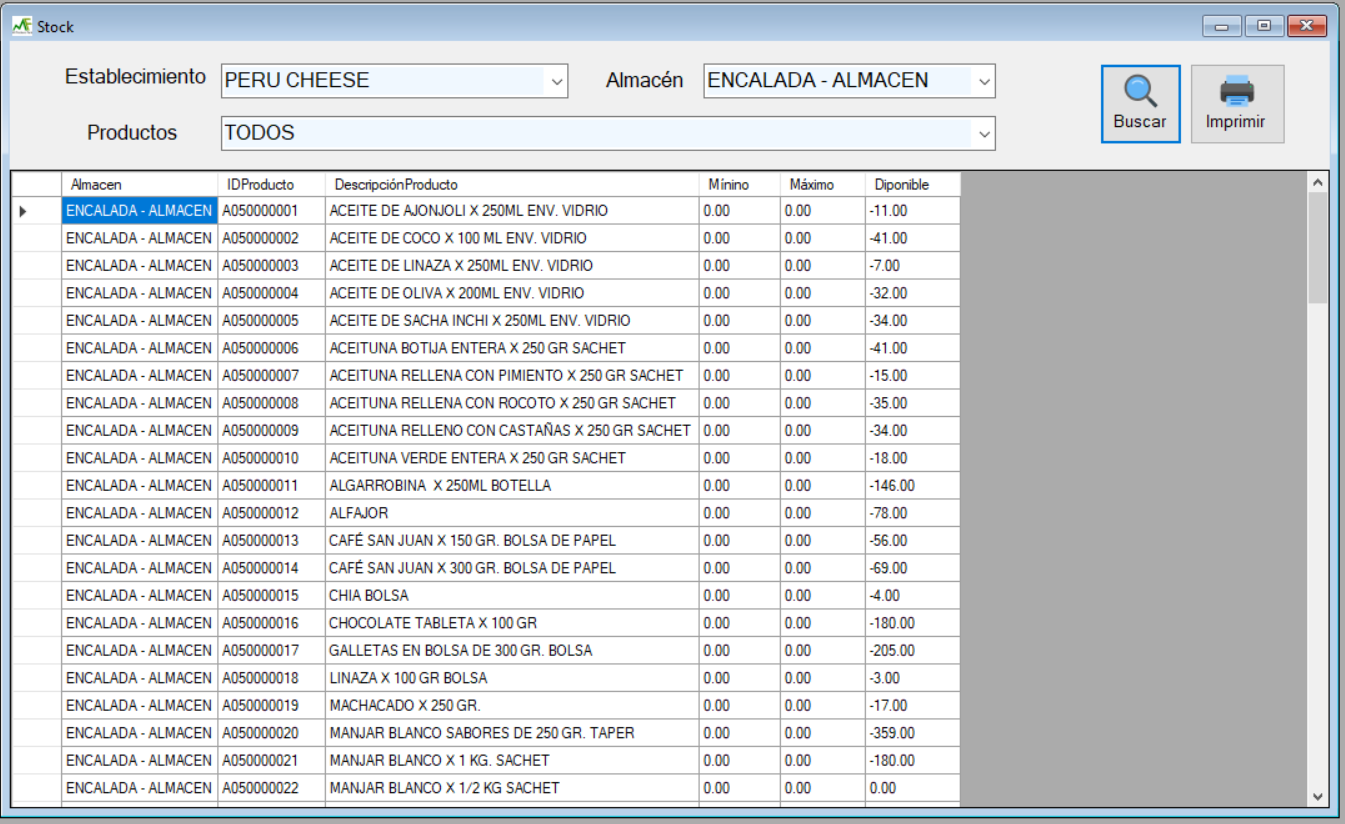 Stock
Establecimiento PERU CHEESE Almacén ENCALADA - ALMACEN
Buscar Imprimir
Productos TODOS
Almacen IDProducto DescripciónProducto Mínino Máximo Diponible
ENCALADA - ALMACEN A050000001 ACEITE DE AJONJOLI X 250ML ENV. VIDRIO 0.00 0.00 -11.00
ENCALADA - ALMACEN A050000002 ACEITE DE COCO X 100 ML ENV. VIDRIO 0.00 0.00 -41.00
ENCALADA - ALMACEN A050000003 ACEITE DE LINAZA X 250ML ENV. VIDRIO 0.00 0.00 -7.00
ENCALADA - ALMACEN A050000004 ACEITE DE OLIVA X 200ML ENV. VIDRIO 0.00 0.00 -32.00
ENCALADA - ALMACEN A050000005 ACEITE DE SACHA INCHI X 250ML ENV. VIDRIO 0.00 0.00 -34.00
ENCALADA - ALMACEN A050000006 ACEITUNA BOTIJA ENTERA X 250 GR SACHET 0.00 0.00 -41.00
ENCALADA - ALMACEN A050000007 ACEITUNA RELLENA CON PIMIENTO X 250 GR SACHET 0.00 0.00 -15.00
ENCALADA - ALMACEN A050000008 ACEITUNA RELLENA CON ROCOTO X 250 GR SACHET 0.00 0.00 -35.00
ENCALADA - ALMACEN A050000009 ACEITUNA RELLENO CON CASTAÑAS X 250 GR SACHET 0.00 0.00 -34.00
ENCALADA - ALMACEN A050000010 ACEITUNA VERDE ENTERA X 250 GR SACHET 0.00 0.00 -18.00
ENCALADA - ALMACEN A050000011 ALGARROBINA X 250ML BOTELLA 0.00 0.00 -146.00
ENCALADA - ALMACEN A050000012 ALFAJOR 0.00 0.00 -78.00
ENCALADA - ALMACEN A050000013 CAFÉ SAN JUAN X 150 GR. BOLSA DE PAPEL 0.00 0.00 -56.00
ENCALADA - ALMACEN A050000014 CAFÉ SAN JUAN X 300 GR. BOLSA DE PAPEL 0.00 0.00 -69.00
ENCALADA - ALMACEN A050000015 CHIA BOLSA 0.00 0.00 -4.00
ENCALADA - ALMACEN A050000016 CHOCOLATE TABLETA X 100 GR 0.00 0.00 -180.00
ENCALADA - ALMACEN A050000017 GALLETAS EN BOLSA DE 300 GR. BOLSA 0.00 0.00 -205.00
ENCALADA - ALMACEN A050000018 LINAZA X 100 GR BOLSA 0.00 0.00 -3.00
ENCALADA - ALMACEN A050000019 MACHACADO X 250 GR. 0.00 0.00 -17.00
ENCALADA - ALMACEN A050000020 MANJAR BLANCO SABORES DE 250 GR. TAPER 0.00 0.00 -359.00
ENCALADA - ALMACEN A050000021 MANJAR BLANCO X 1 KG. SACHET 0.00 0.00 -180.00
ENCALADA - ALMACEN A050000022 MANJAR BLANCO X 1/2 KG SACHET 0.00 0.00 0.00